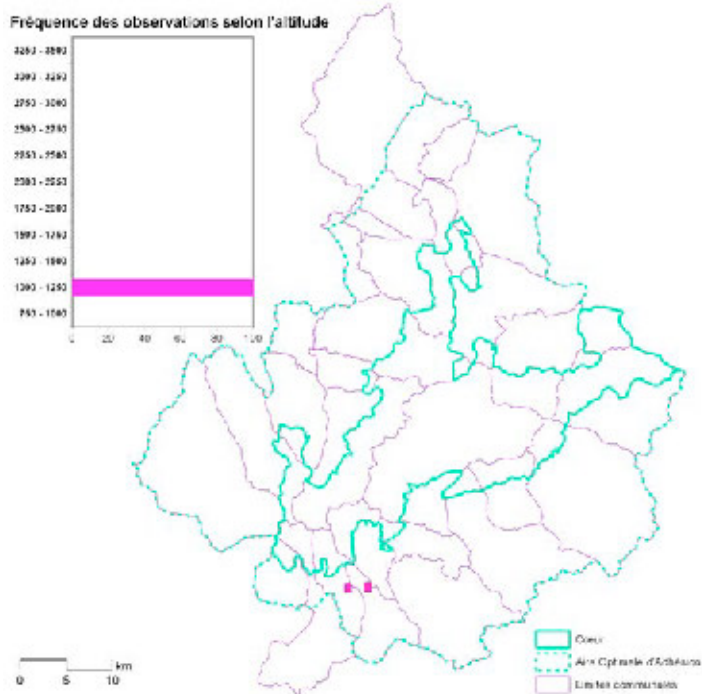 Fréquence des observations selon l'altitude
3250 - 3500
3000 - 3250
2750 - 3000
2500 - 2750
2250 - 2500
2000 - 2250
1750 - 2000
1500 - 1750
1250 - 1500
1000 - 1250
750 - 1000
0 20 40 60 80 100
Coeur
Aire Optimale d'Adhésion
Limites communales
km
0 5 10